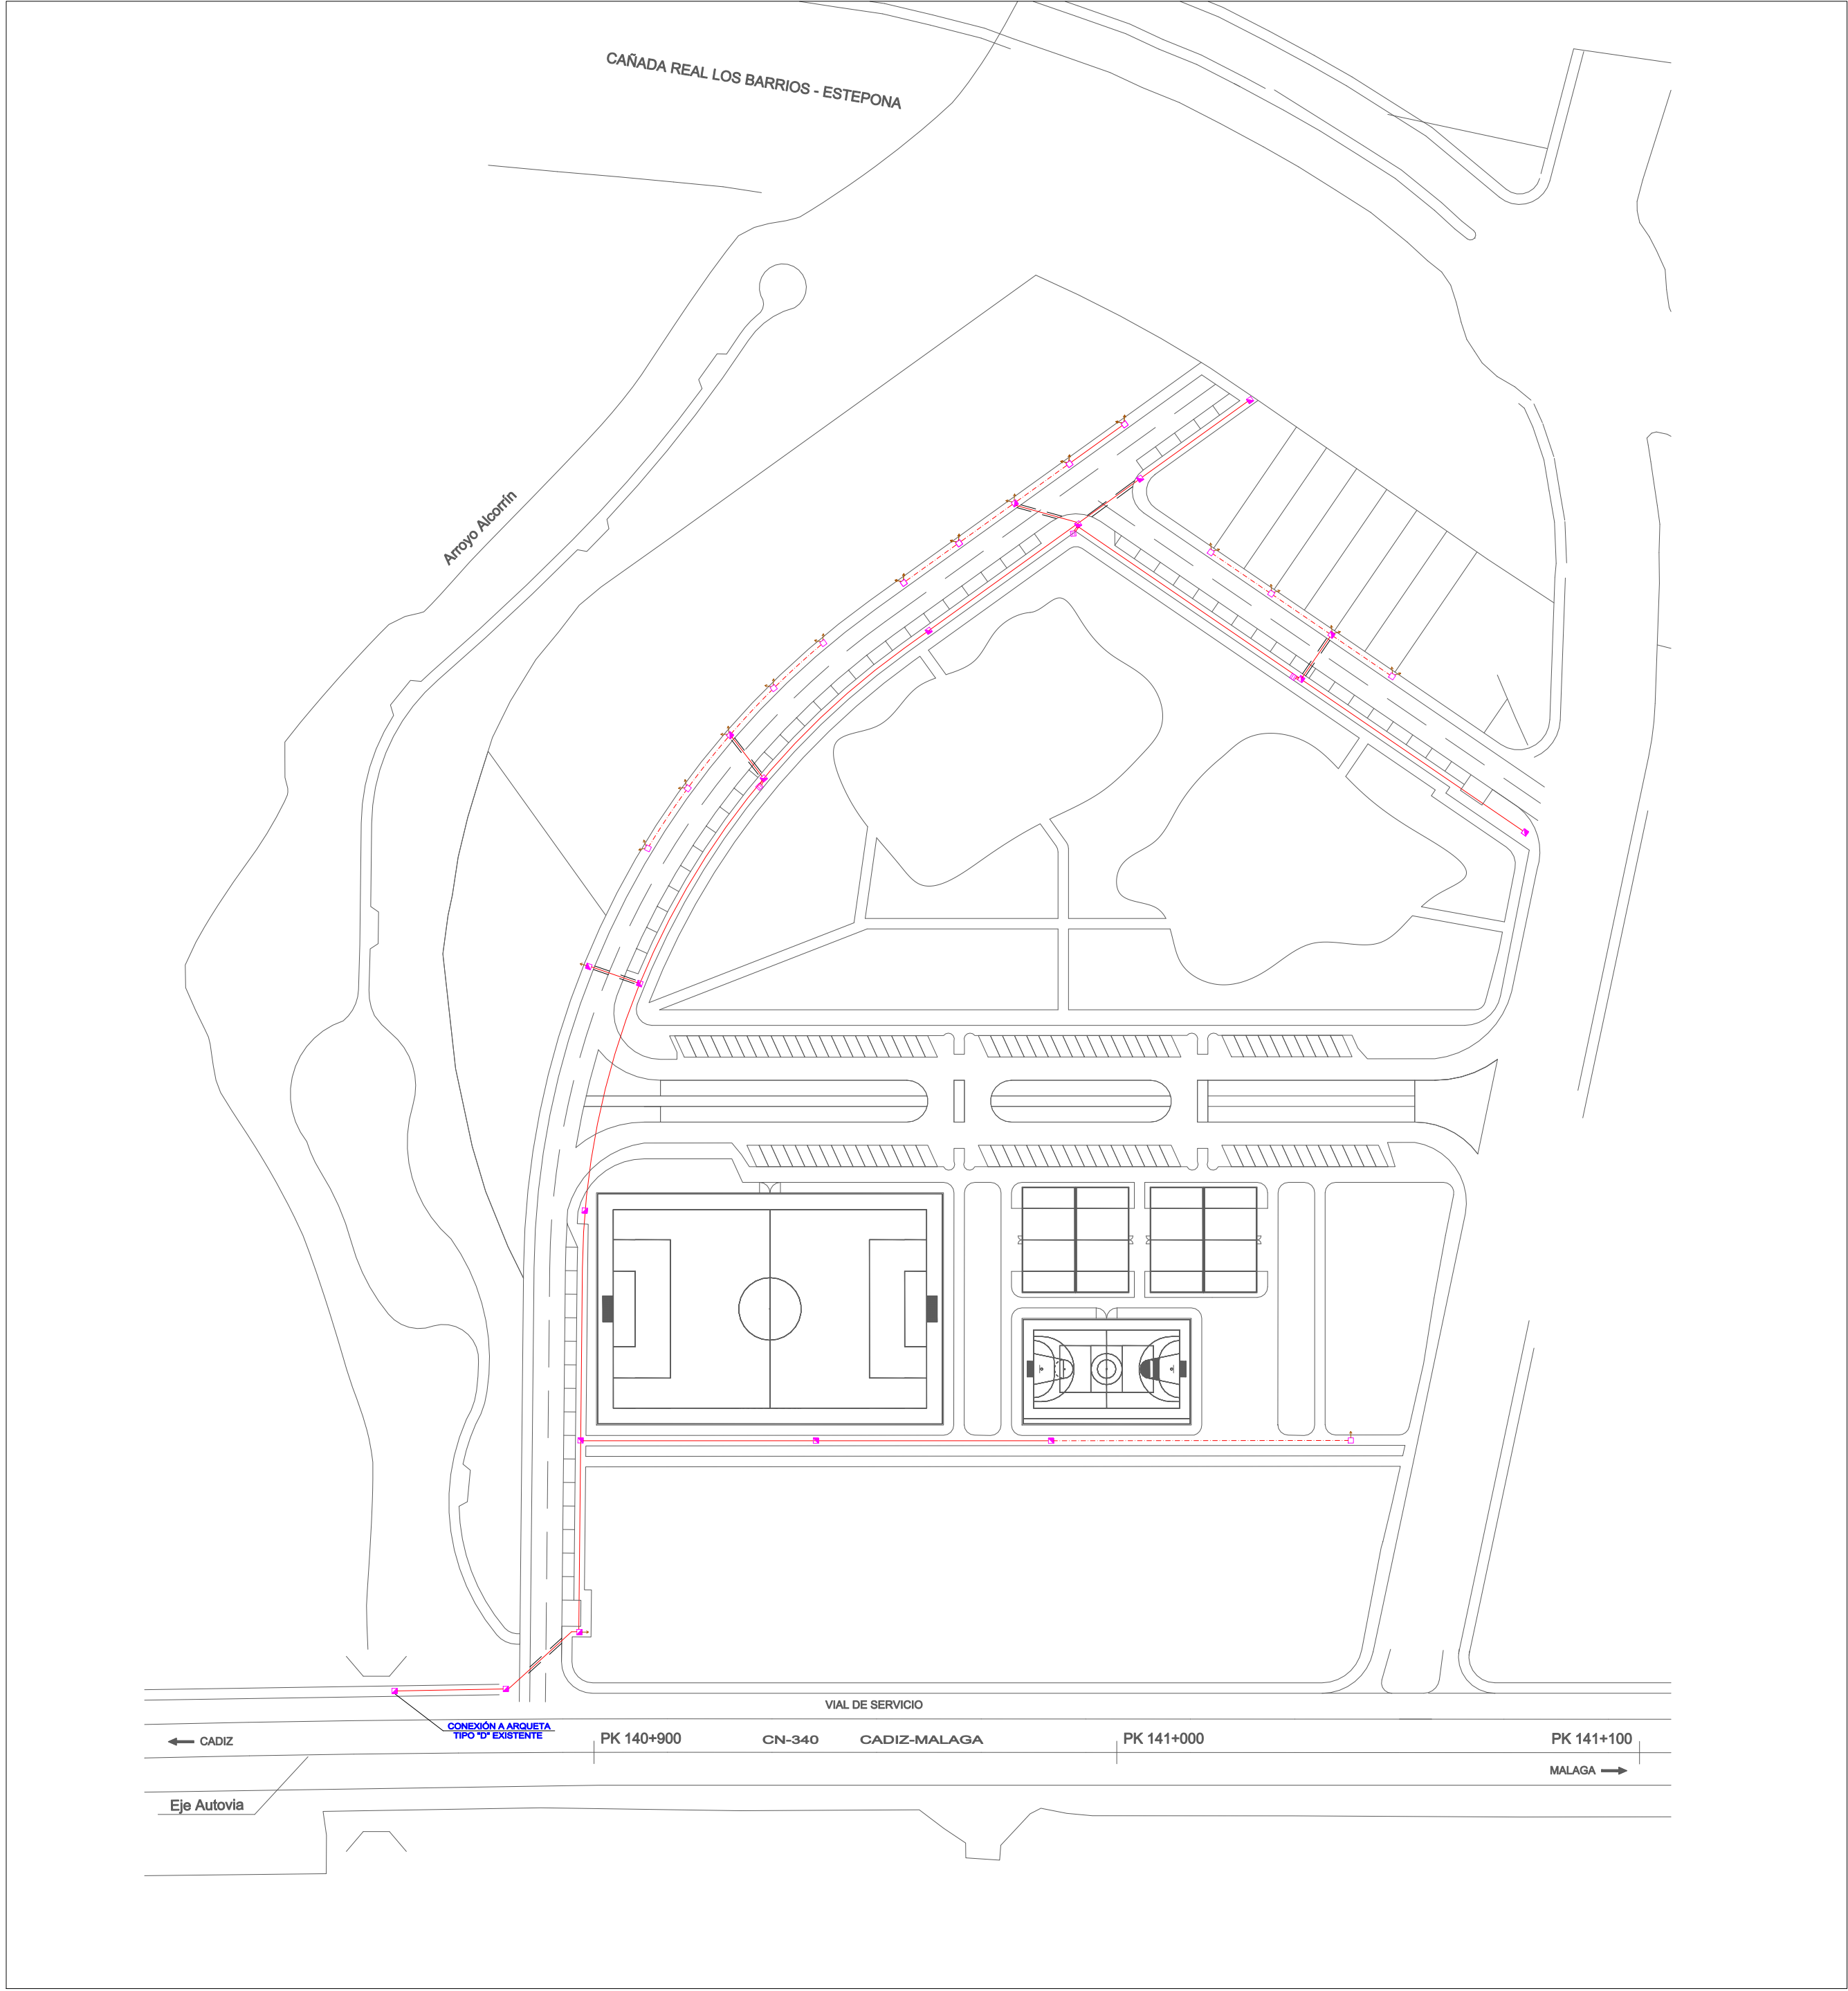 CAÑADA REAL LOS BARRIOS - ESTEPONA
Arroyo Alcorrín
VIAL DE SERVICIO
CONEXIÓN A ARQUETA
TIPO "D" EXISTENTE
CADIZ
PK 140+900
CN-340
CADIZ-MALAGA
PK 141+000
PK 141+100
MALAGA
Eje Autovia